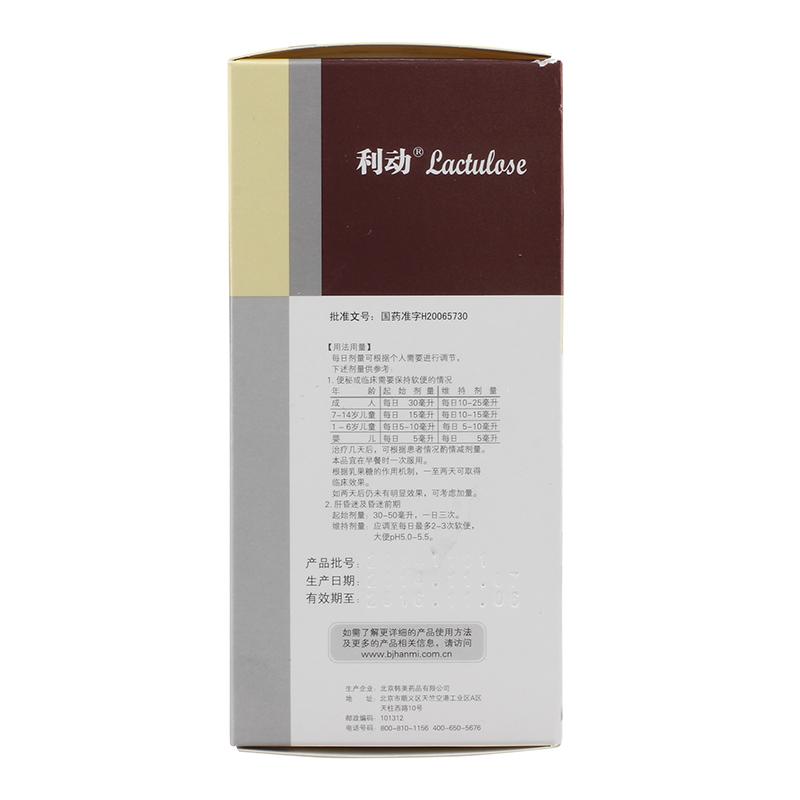 利动® Lactulose
批准文号：国药准字H20065730
【用法用量】
每日剂量可根据个人需要进行调节。
下述剂量供参考：
1. 便秘或临床需要保持软便的情况
年 龄 起 始 剂 量 维 持 剂 量
成 人 每日 30毫升 每日10-25毫升
7-14岁儿童 每日 15毫升 每日10-15毫升
1-6岁儿童 每日5-10毫升 每日 5-10毫升
婴 儿 每日 5毫升 每日 5毫升
治疗几天后，可根据患者情况酌情减剂量。
本品宜在早餐时一次服用。
根据乳果糖的作用机制，一至两天可取得
临床效果。
如两天后仍未有明显效果，可考虑加量。
2. 肝昏迷及昏迷前期
起始剂量：30-50毫升，一日三次。
维持剂量：应调至每日最多2-3次软便，
大便pH5.0-5.5。
产品批号：
生产日期：
有效期至：
如需了解更详细的产品使用方法
及更多的产品相关信息，请访问
www.bjhanmi.com.cn
生产企业：北京韩美药品有限公司
地 址：北京市顺义区天竺空港工业区A区
天柱西路10号
邮政编码：101312
电话号码：800-810-1156 400-650-5676